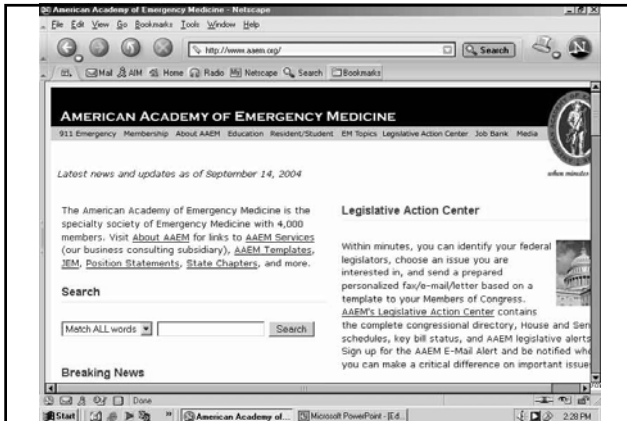 American Academy of Emergency Medicine - Netscape
File Edit View Go Bookmarks Tools Window Help
http://www.aaem.org/
Search
Mail AIM Home Radio Netscape Search Bookmarks
AMERICAN ACADEMY OF EMERGENCY MEDICINE
911 Emergency Membership About AAEM Education Resident/Student EM Topics Legislative Action Center Job Bank Media
Latest news and updates as of September 14, 2004
when minutes
The American Academy of Emergency Medicine is the
specialty society of Emergency Medicine with 4,000
members. Visit About AAEM for links to AAEM Services
(our business consulting subsidiary), AAEM Templates,
JEM, Position Statements, State Chapters, and more.
Search
Match ALL words Search
Breaking News
Legislative Action Center
Within minutes, you can identify your federal
legislators, choose an issue you are
interested in, and send a prepared
personalized fax/e-mail/letter based on a
template to your Members of Congress.
AAEM's Legislative Action Center contains
the complete congressional directory, House and Sen
schedules, key bill status, and AAEM legislative alerts
Sign up for the AAEM E-Mail Alert and be notified whe
you can make a critical difference on important issue
Done
Start American Academy of... Microsoft PowerPoint - [Ed... 2:28 PM